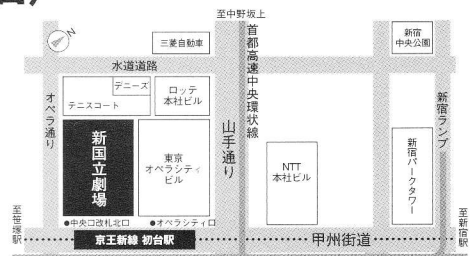 至中野坂上
N
三菱自動車
首都高速中央環状線
新宿
中央公園
水道道路
デニーズ
テニスコート
ロッテ
本社ビル
オペラ通り
山手通り
新宿ランプ
新国立劇場
東京
オペラシティ
ビル
NTT
本社ビル
新宿パークタワー
至笹塚駅
●中央口改札北口
●オペラシティ口
京王新線 初台駅
甲州街道
至新宿駅